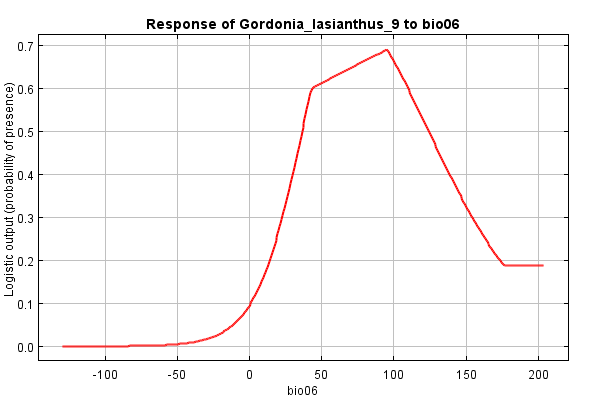 Response of Gordonia_lasianthus_9 to bio06
Logistic output (probability of presence)
0.7
0.6
0.5
0.4
0.3
0.2
0.1
0.0
-100 -50 0 50 100 150 200
bio06